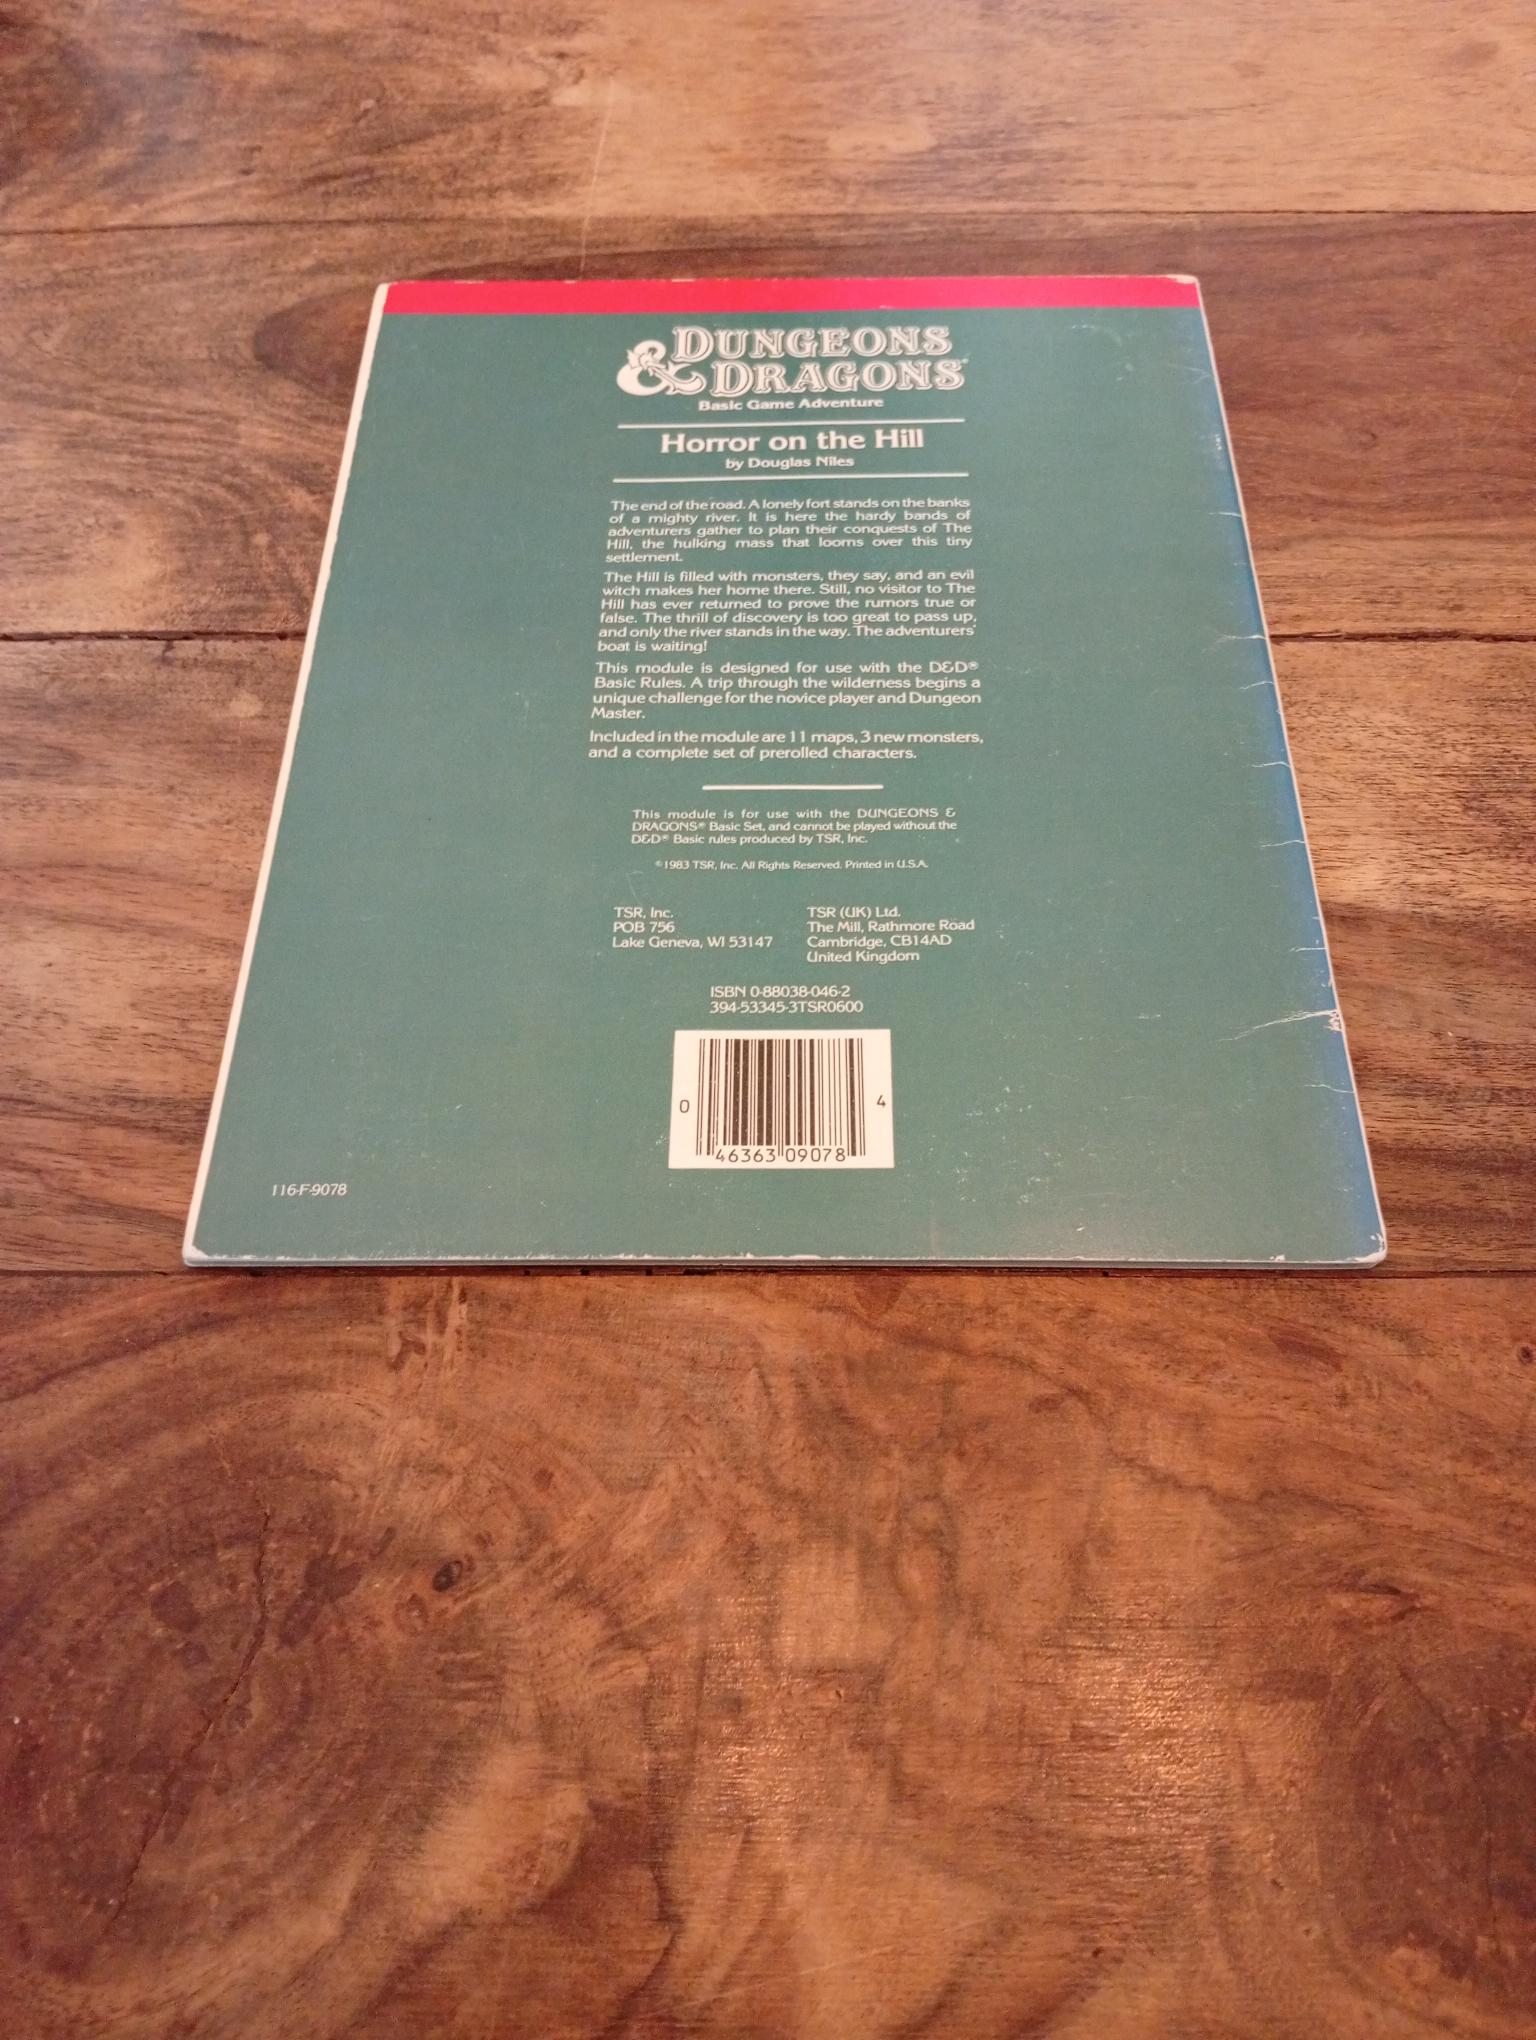 DUNGEONS
& DRAGONS
Basic Game Adventure
Horror on the Hill
by Douglas Niles
The end of the road. A lonely fort stands on the banks
of a mighty river. It is here the hardy bands of
adventurers gather to plan their conquests of The
Hill, the hulking mass that looms over this tiny
settlement.
The Hill is filled with monsters, they say, and an evil
witch makes her home there. Still, no visitor to The
Hill has ever returned to prove the rumors true or
false. The thrill of discovery is too great to pass up,
and only the river stands in the way. The adventurers'
boat is waiting!
This module is designed for use with the D&D®
Basic Rules. A trip through the wilderness begins a
unique challenge for the novice player and Dungeon
Master.
Included in the module are 11 maps, 3 new monsters,
and a complete set of prerolled characters.
This module is for use with the DUNGEONS &
DRAGONS® Basic Set, and cannot be played without the
D&D® Basic rules produced by TSR, Inc.
©1983 TSR, Inc. All Rights Reserved. Printed in U.S.A.
TSR, Inc.
POB 756
Lake Geneva, WI 53147
TSR (UK) Ltd.
The Mill, Rathmore Road
Cambridge, CB14AD
United Kingdom
ISBN 0-88038-046-2
394-53345-3TSR0600
0 46363 09078 4
116-F-9078